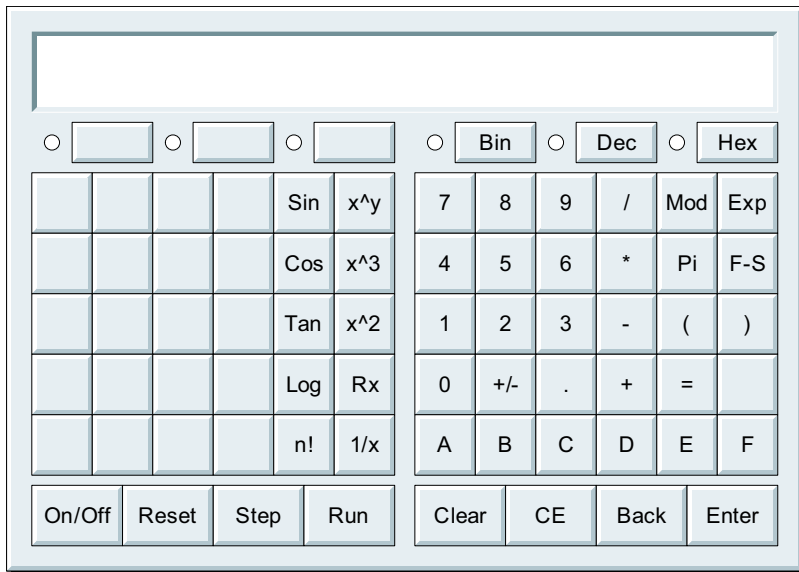 Bin Dec Hex
Sin x^y 7 8 9 / Mod Exp
Cos x^3 4 5 6 * Pi F-S
Tan x^2 1 2 3 - ( )
Log Rx 0 +/- . + =
n! 1/x A B C D E F
On/Off Reset Step Run Clear CE Back Enter